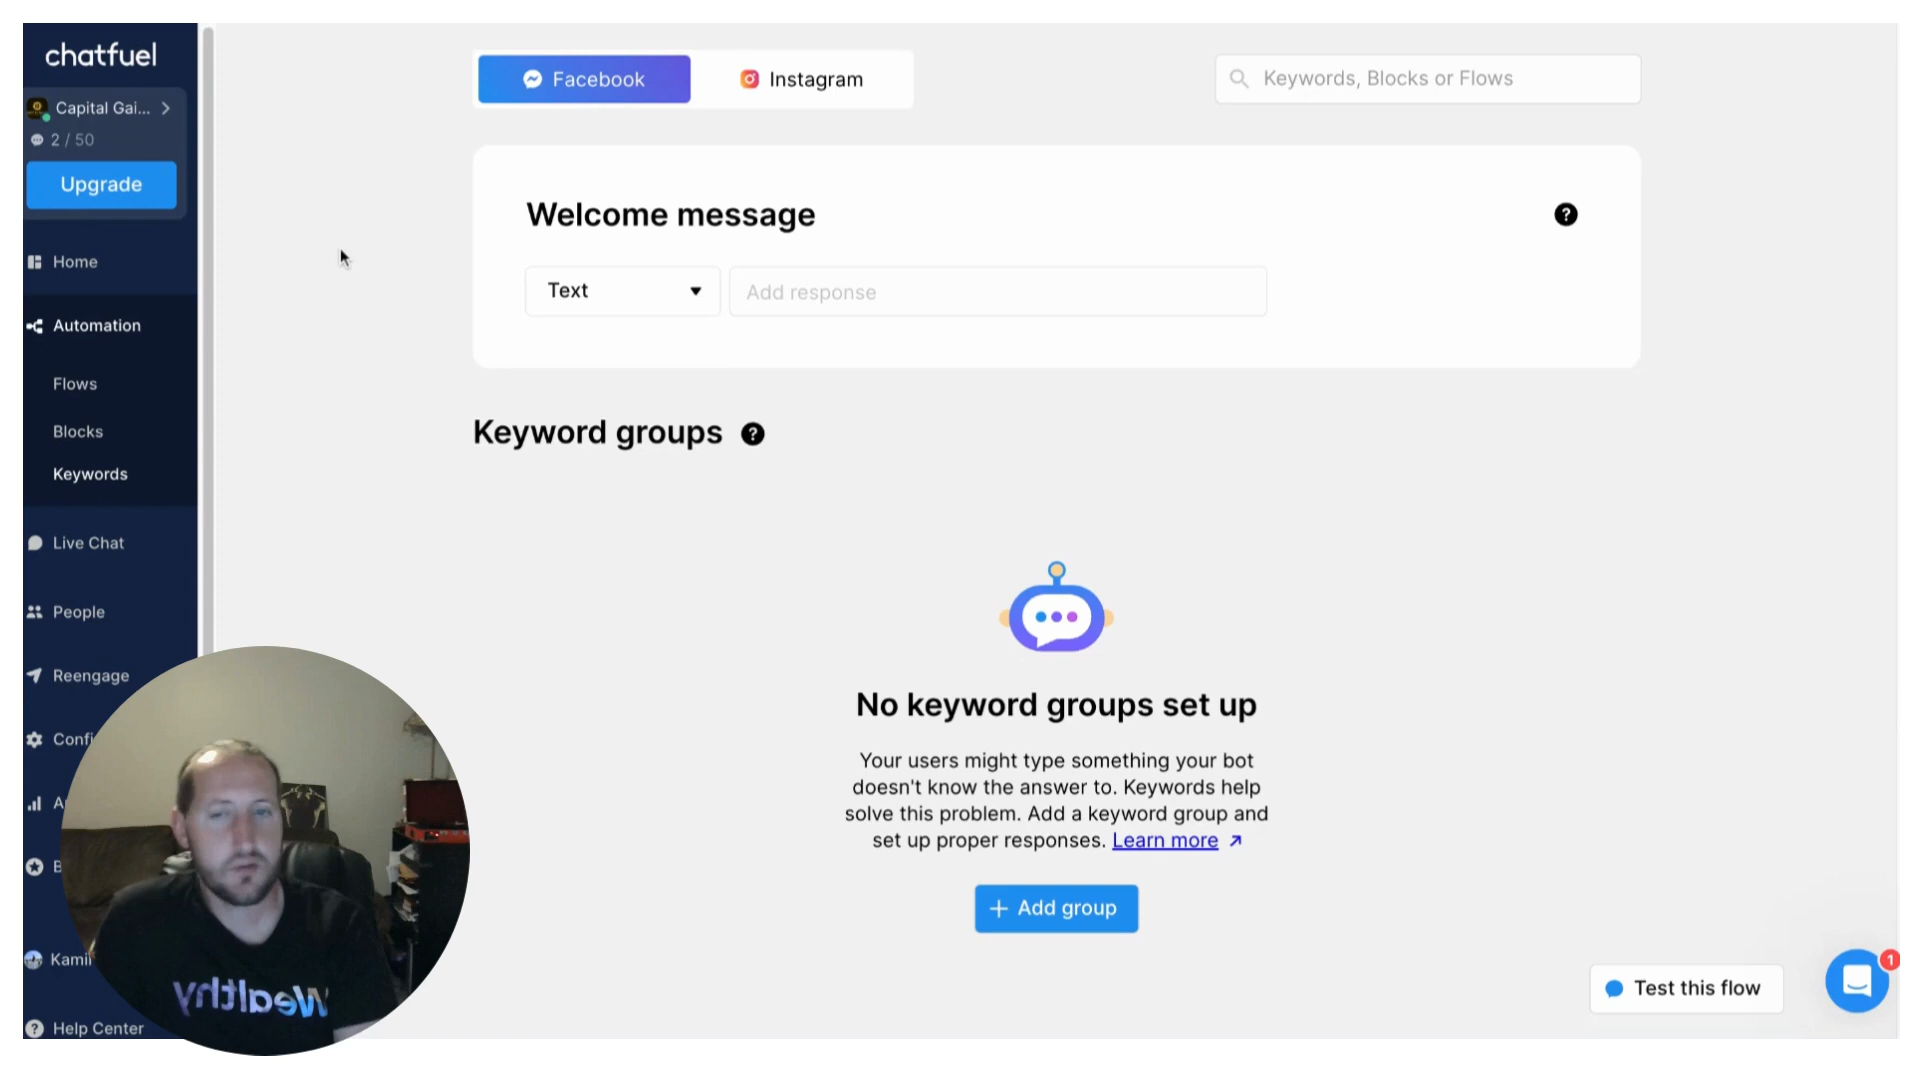 chatfuel
Capital Gai...
2 / 50
Upgrade
Home
Automation
Flows
Blocks
Keywords
Live Chat
People
Reengage
Confi
A
B
Kamil
Help Center
Facebook
Instagram
Keywords, Blocks or Flows
Welcome message
?
Text
Add response
Keyword groups ?
No keyword groups set up
Your users might type something your bot
doesn't know the answer to. Keywords help
solve this problem. Add a keyword group and
set up proper responses. Learn more ↗
+ Add group
Test this flow
1
Wealthy